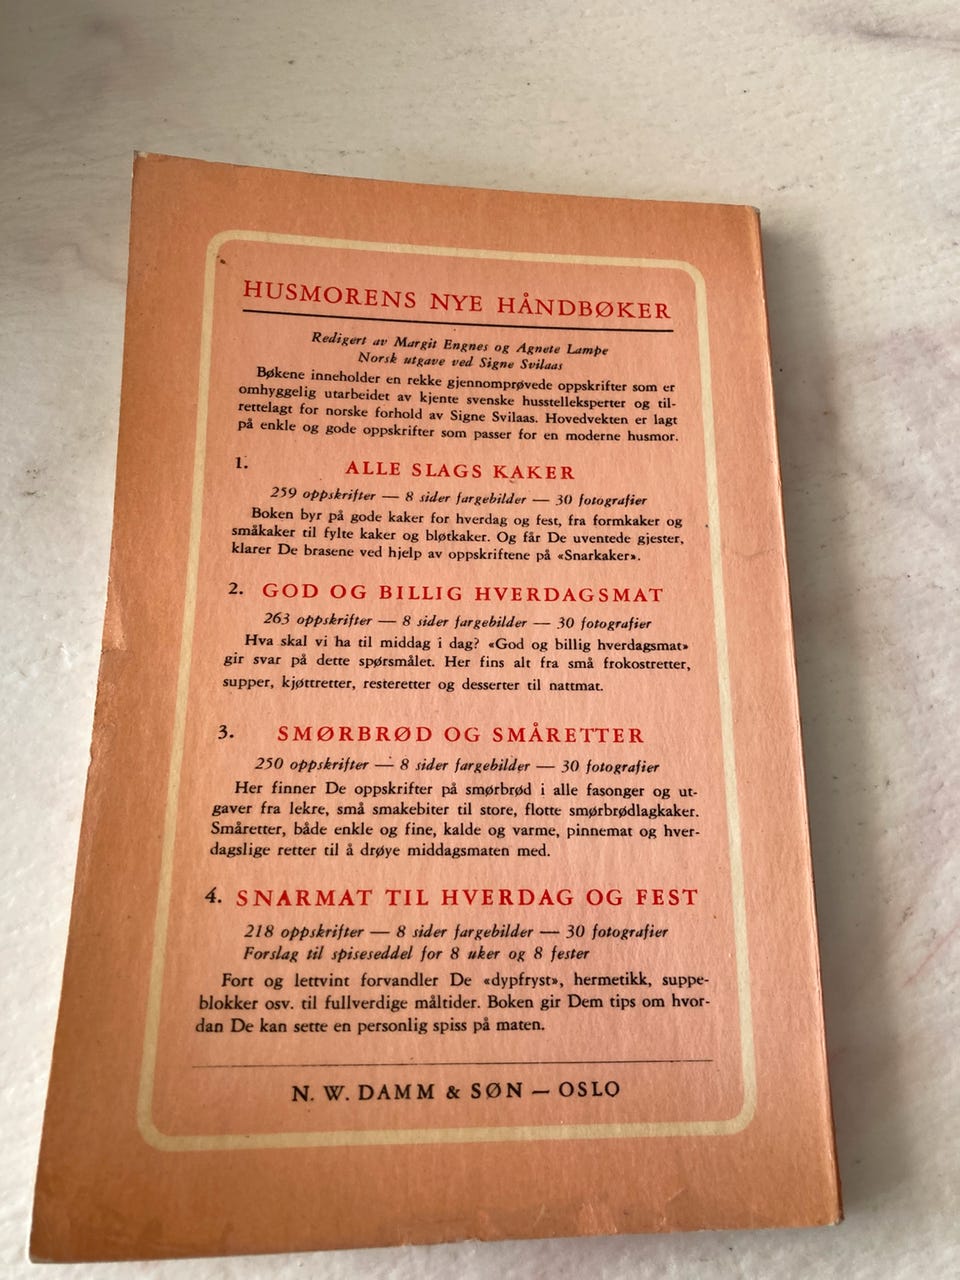 HUSMORENS NYE HÅNDBØKER
Redigert av Margit Engnes og Agnete Lampe
Norsk utgave ved Signe Svilaas
Bøkene inneholder en rekke gjennomprøvede oppskrifter som er
omhyggelig utarbeidet av kjente svenske husstelleksperter og til-
rettelagt for norske forhold av Signe Svilaas. Hovedvekten er lagt
på enkle og gode oppskrifter som passer for en moderne husmor.
1. ALLE SLAGS KAKER
259 oppskrifter — 8 sider fargebilder — 30 fotografier
Boken byr på gode kaker for hverdag og fest, fra formkaker og
småkaker til fylte kaker og bløtkaker. Og får De uventede gjester,
klarer De brasene ved hjelp av oppskriftene på «Snarkaker».
2. GOD OG BILLIG HVERDAGSMAT
263 oppskrifter — 8 sider fargebilder — 30 fotografier
Hva skal vi ha til middag i dag? «God og billig hverdagsmat»
gir svar på dette spørsmålet. Her fins alt fra små frokostretter,
supper, kjøttretter, resteretter og desserter til nattmat.
3. SMØRBRØD OG SMÅRETTER
250 oppskrifter — 8 sider fargebilder — 30 fotografier
Her finner De oppskrifter på smørbrød i alle fasonger og ut-
gaver fra lekre, små smakebiter til store, flotte smørbrødlagkaker.
Småretter, både enkle og fine, kalde og varme, pinnemat og hver-
dagslige retter til å drøye middagsmaten med.
4. SNARMAT TIL HVERDAG OG FEST
218 oppskrifter — 8 sider fargebilder — 30 fotografier
Forslag til spiseseddel for 8 uker og 8 fester
Fort og lettvint forvandler De «dypfryst», hermetikk, suppe-
blokker osv. til fullverdige måltider. Boken gir Dem tips om hvor-
dan De kan sette en personlig spiss på maten.
N. W. DAMM & SØN — OSLO